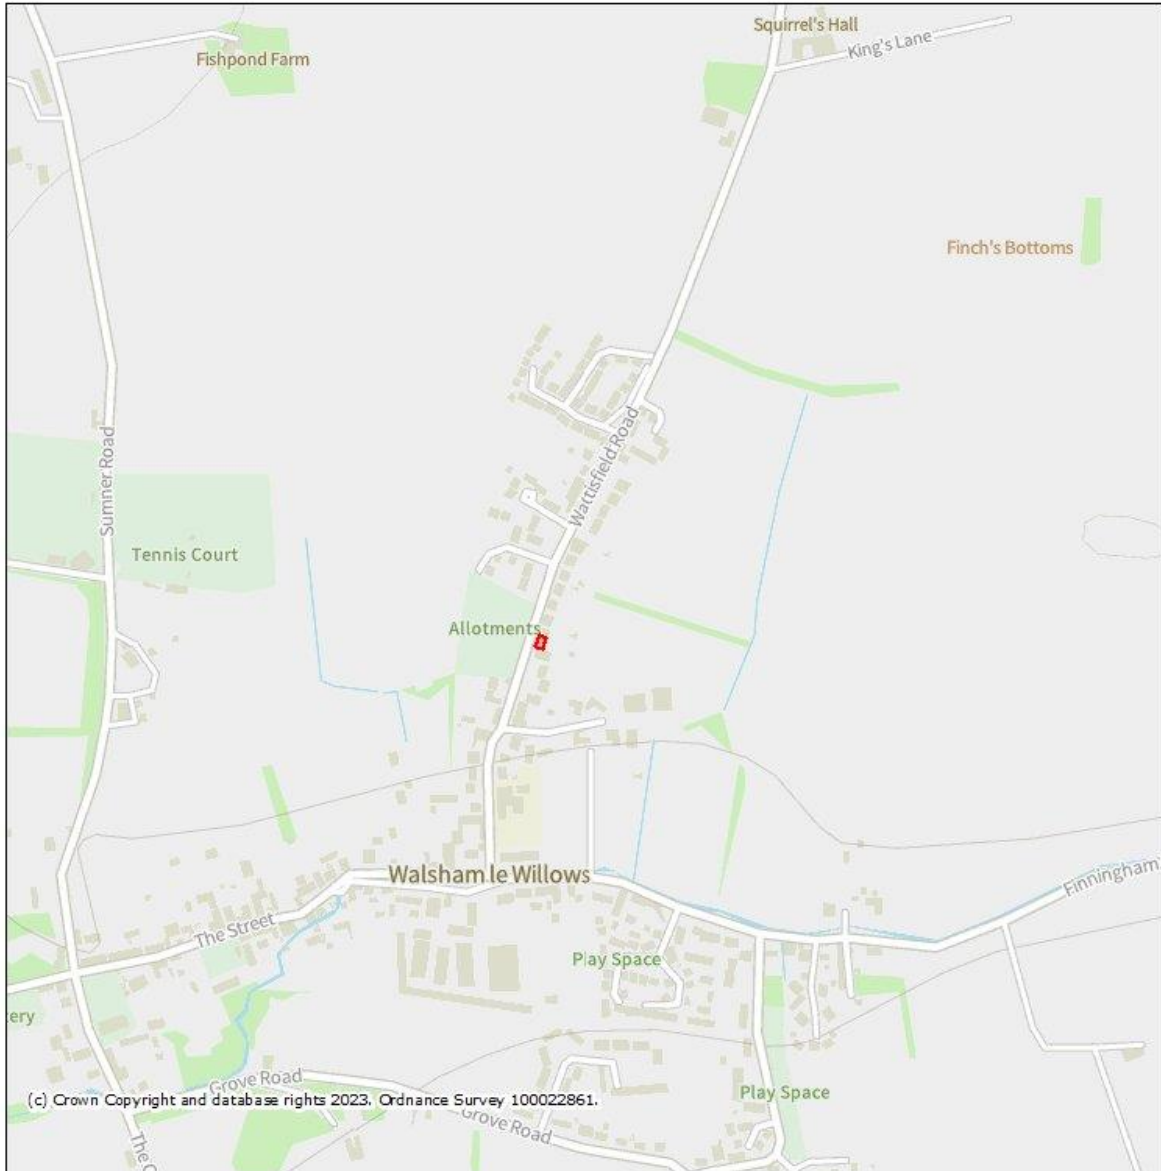 Squirrel's Hall
King's Lane
Fishpond Farm
Finch's Bottoms
Wattisfield Road
Sumner Road
Tennis Court
Allotments
Walsham le Willows
Finningham
The Street
Play Space
ery
Grove Road
Play Space
(c) Crown Copyright and database rights 2023. Ordnance Survey 100022861.
Grove Road
The